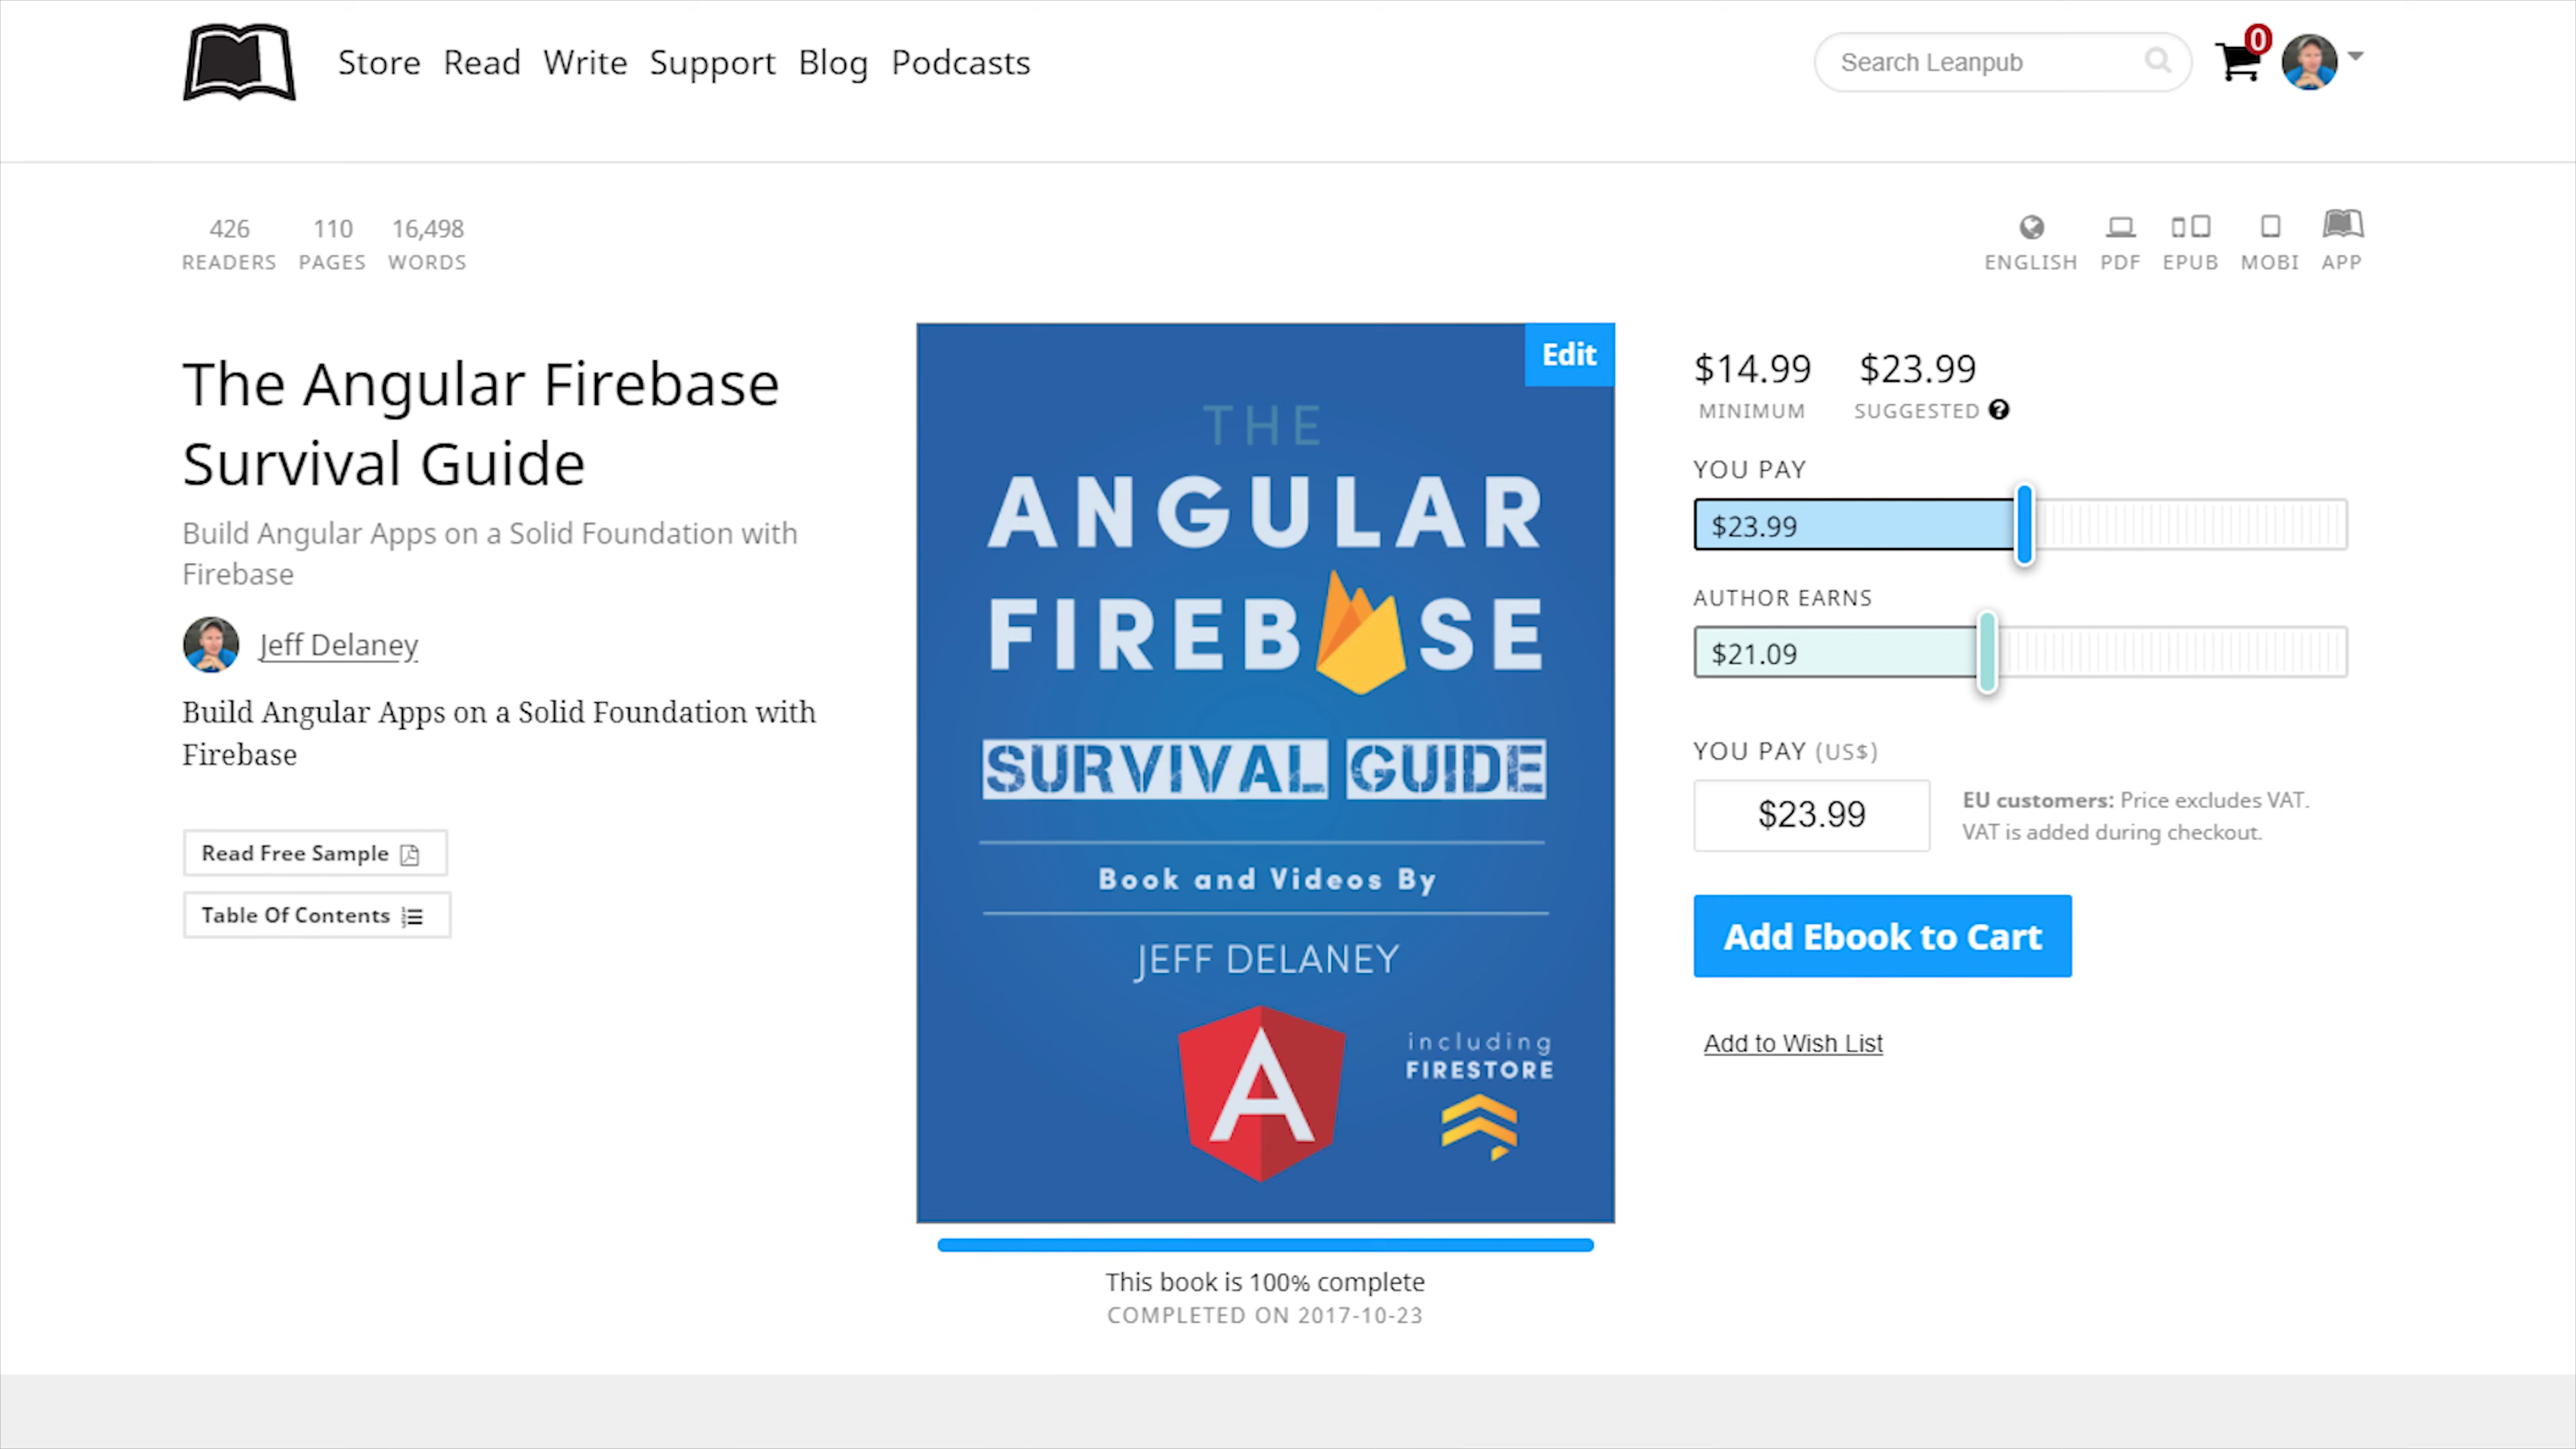 Store Read Write Support Blog Podcasts
Search Leanpub
0
426 110 16,498
READERS PAGES WORDS
ENGLISH PDF EPUB MOBI APP
The Angular Firebase
Survival Guide
Build Angular Apps on a Solid Foundation with
Firebase
Jeff Delaney
Build Angular Apps on a Solid Foundation with
Firebase
Read Free Sample
Table Of Contents
Edit
THE
ANGULAR
FIREB SE
SURVIVAL GUIDE
Book and Videos By
JEFF DELANEY
including
FIRESTORE
This book is 100% complete
COMPLETED ON 2017-10-23
$14.99 $23.99
MINIMUM SUGGESTED ?
YOU PAY
$23.99
AUTHOR EARNS
$21.09
YOU PAY (US$)
$23.99
EU customers: Price excludes VAT.
VAT is added during checkout.
Add Ebook to Cart
Add to Wish List